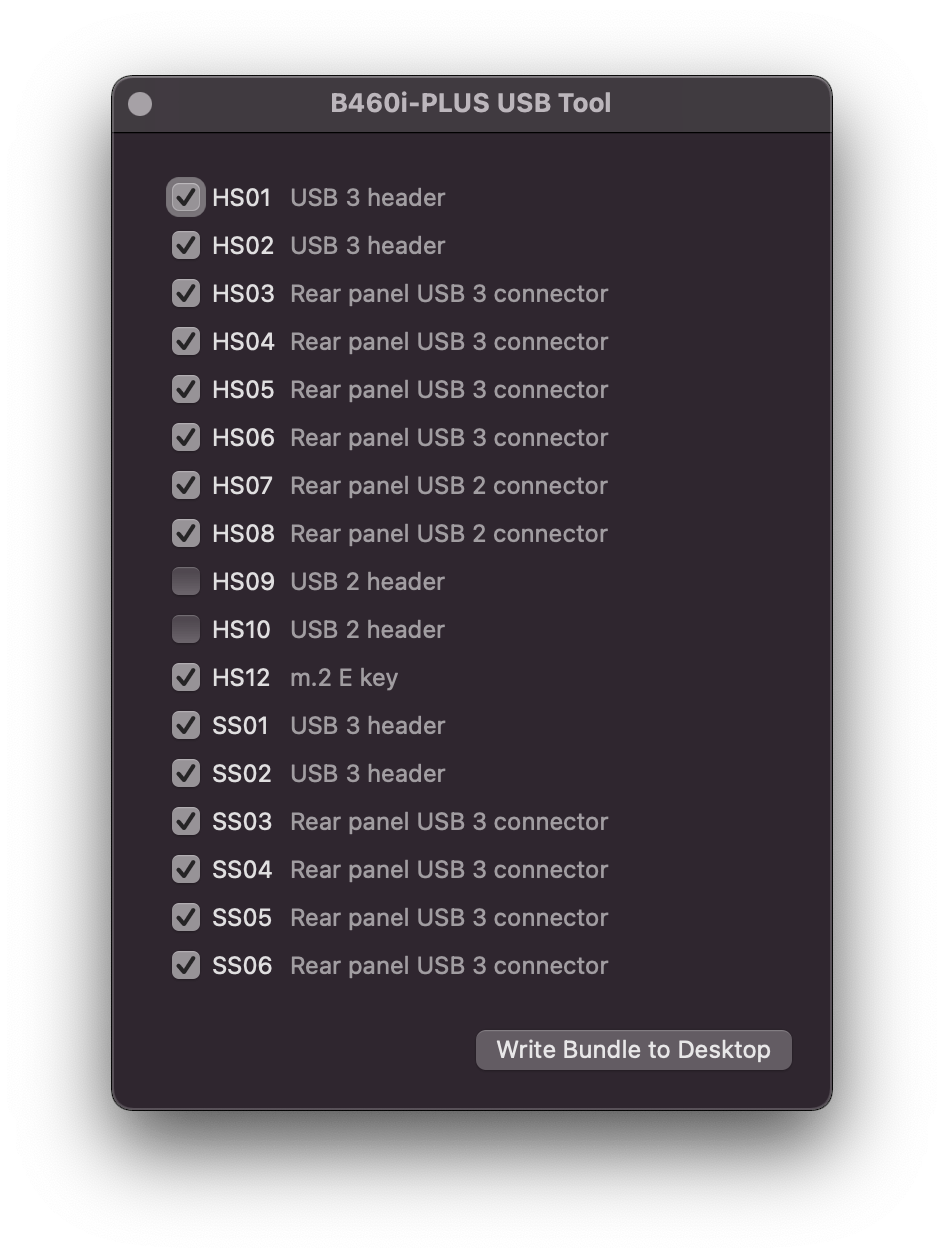 B460i-PLUS USB Tool
HS01 USB 3 header
HS02 USB 3 header
HS03 Rear panel USB 3 connector
HS04 Rear panel USB 3 connector
HS05 Rear panel USB 3 connector
HS06 Rear panel USB 3 connector
HS07 Rear panel USB 2 connector
HS08 Rear panel USB 2 connector
HS09 USB 2 header
HS10 USB 2 header
HS12 m.2 E key
SS01 USB 3 header
SS02 USB 3 header
SS03 Rear panel USB 3 connector
SS04 Rear panel USB 3 connector
SS05 Rear panel USB 3 connector
SS06 Rear panel USB 3 connector
Write Bundle to Desktop